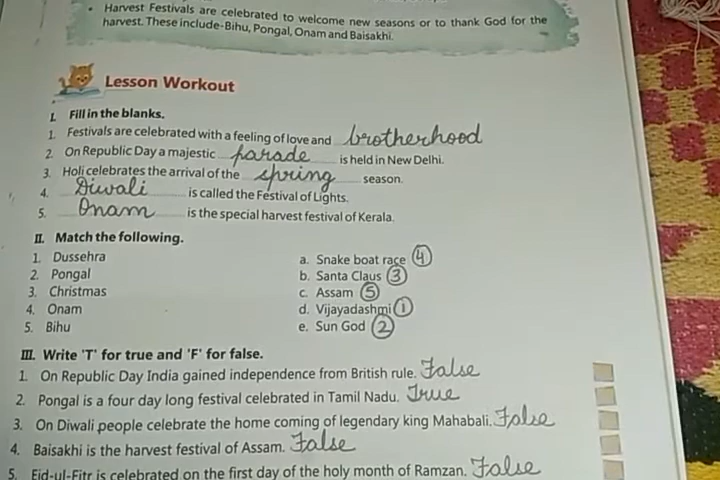 • Harvest Festivals are celebrated to welcome new seasons or to thank God for the
harvest. These include-Bihu, Pongal, Onam and Baisakhi.
Lesson Workout
I. Fill in the blanks.
1. Festivals are celebrated with a feeling of love and brotherhood
2. On Republic Day a majestic parade is held in New Delhi.
3. Holi celebrates the arrival of the spring season.
4. Diwali is called the Festival of Lights.
5. Onam is the special harvest festival of Kerala.
II. Match the following.
1. Dussehra a. Snake boat race 4
2. Pongal b. Santa Claus 3
3. Christmas c. Assam 5
4. Onam d. Vijayadashmi 1
5. Bihu e. Sun God 2
III. Write 'T' for true and 'F' for false.
1. On Republic Day India gained independence from British rule. False
2. Pongal is a four day long festival celebrated in Tamil Nadu. True
3. On Diwali people celebrate the home coming of legendary king Mahabali. False
4. Baisakhi is the harvest festival of Assam. False
5. Eid-ul-Fitr is celebrated on the first day of the holy month of Ramzan. False